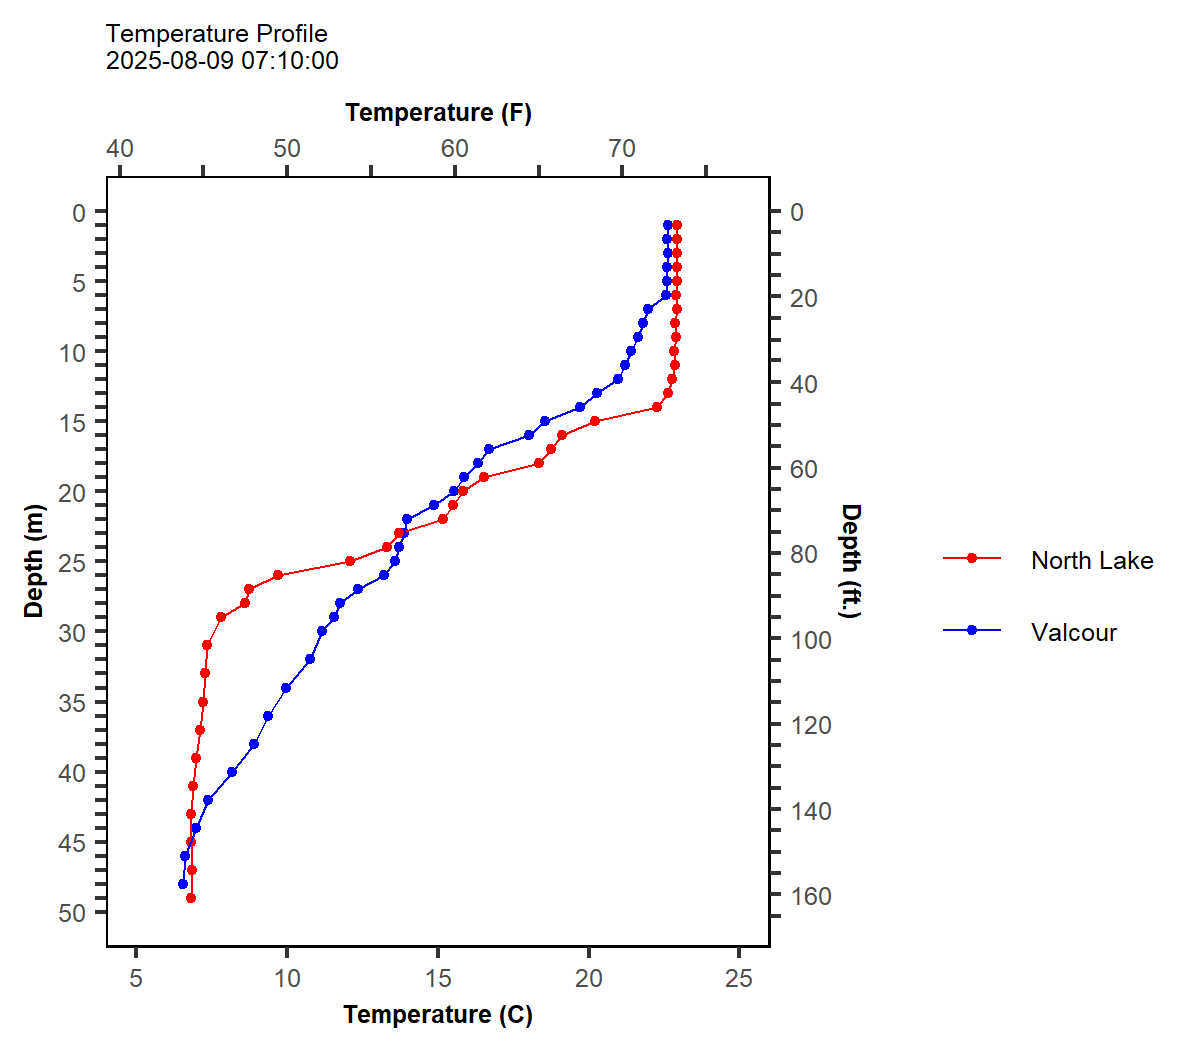 Temperature Profile
2025-08-09 07:10:00
Temperature (F)
40 50 60 70
0 5 10 15 20 25 30 35 40 45 50
Depth (m)
0 20 40 60 80 100 120 140 160
Depth (ft.)
North Lake
Valcour
5 10 15 20 25
Temperature (C)